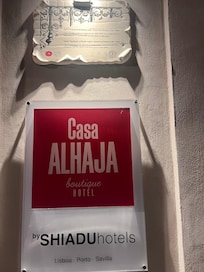 Casa
ALHAJA
boutique
HOTEL
by SHIADUhotels
Lisboa · Porto · Sevilla